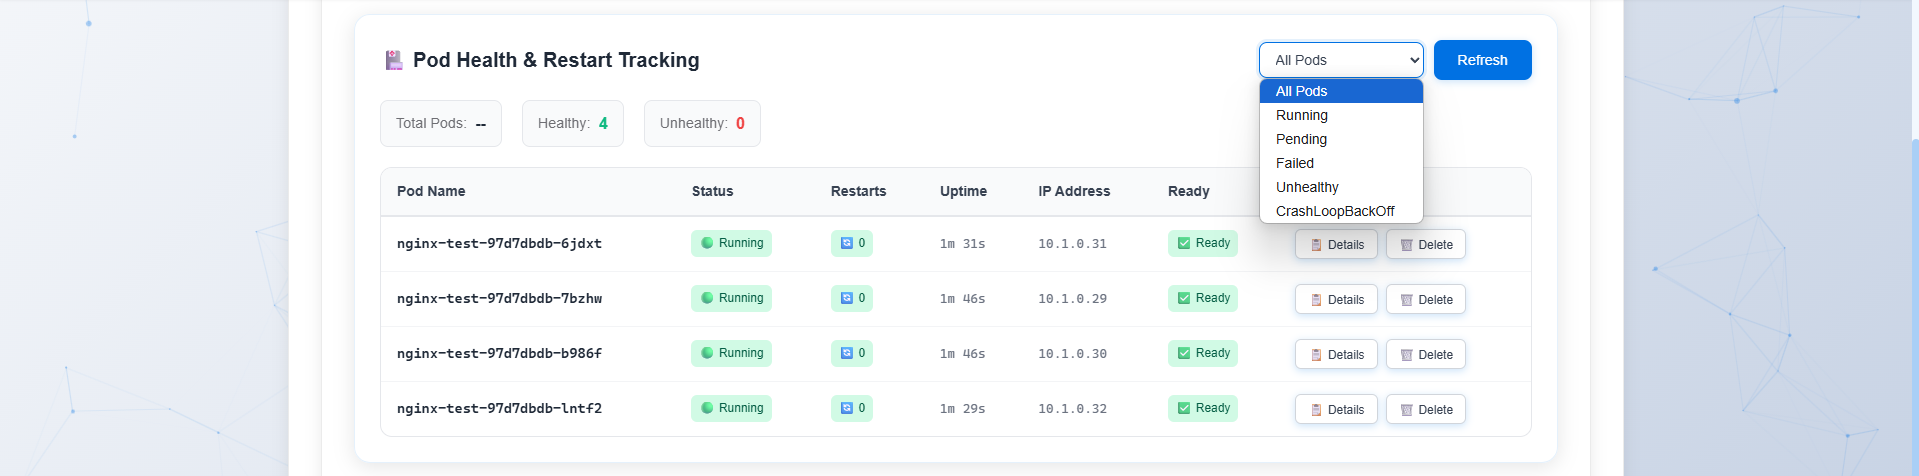 Pod Health & Restart Tracking
All Pods
Refresh
All Pods
Running
Pending
Failed
Unhealthy
CrashLoopBackOff
Total Pods: --
Healthy: 4
Unhealthy: 0
Pod Name Status Restarts Uptime IP Address Ready
nginx-test-97d7dbdb-6jdxt Running 0 1m 31s 10.1.0.31 Ready Details Delete
nginx-test-97d7dbdb-7bzhw Running 0 1m 46s 10.1.0.29 Ready Details Delete
nginx-test-97d7dbdb-b986f Running 0 1m 46s 10.1.0.30 Ready Details Delete
nginx-test-97d7dbdb-lntf2 Running 0 1m 29s 10.1.0.32 Ready Details Delete